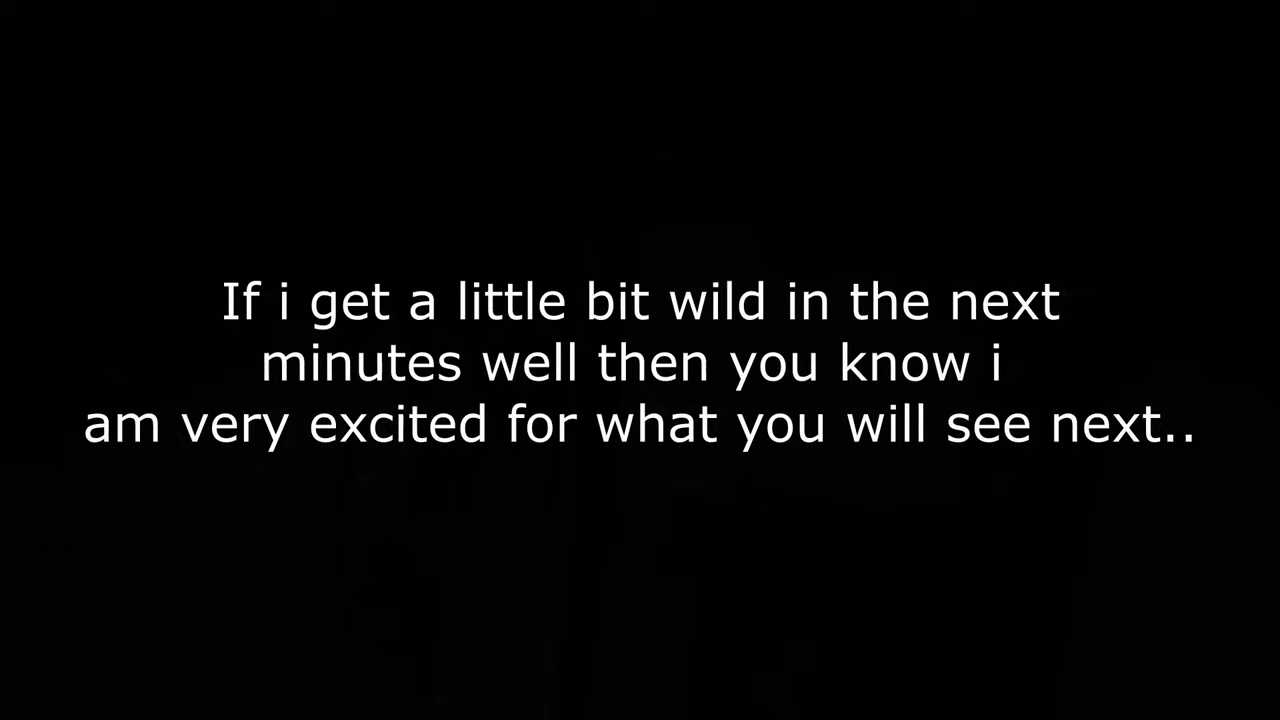 If i get a little bit wild in the next
minutes well then you know i
am very excited for what you will see next..